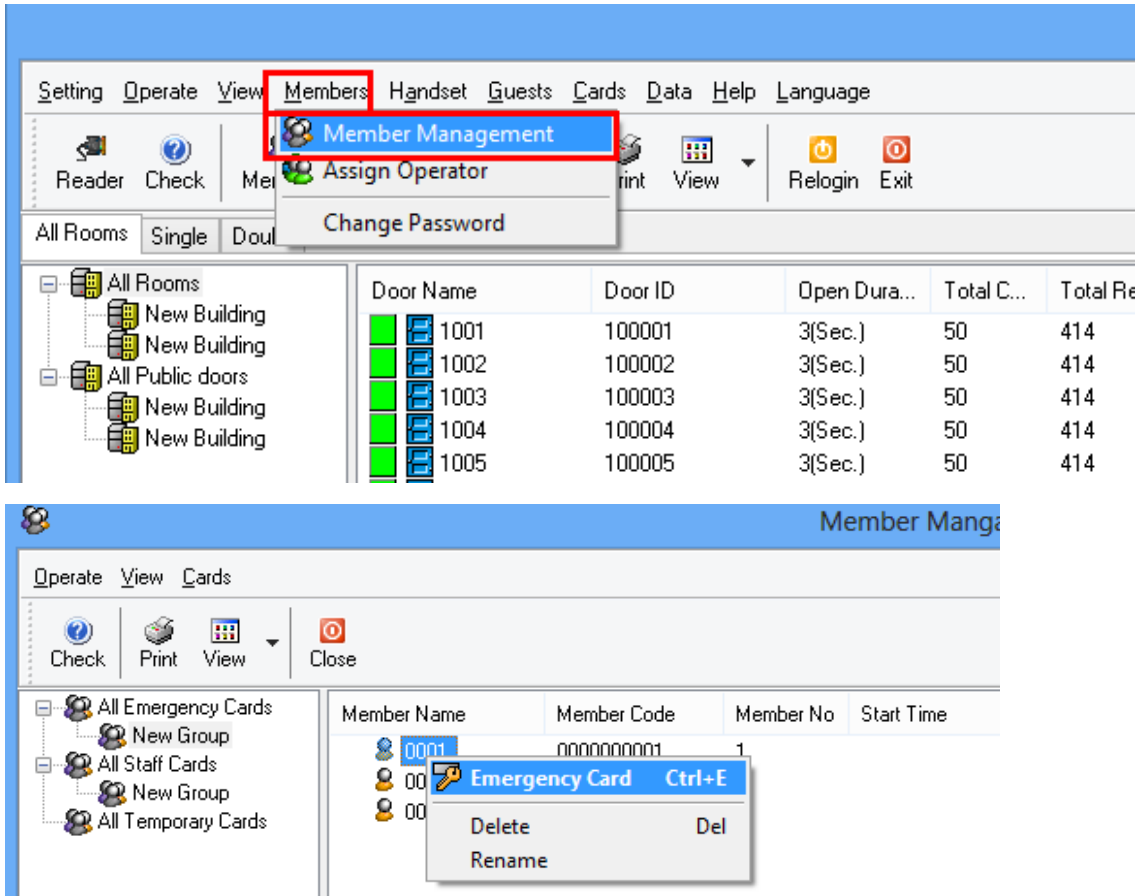 Setting Operate View Members Handset Guests Cards Data Help Language
Member Management
Assign Operator
Change Password
Reader Check View Relogin Exit
All Rooms Single
All Rooms
New Building
New Building
All Public doors
New Building
New Building
Door Name Door ID Open Dura... Total C... Total Re
1001 100001 3(Sec.) 50 414
1002 100002 3(Sec.) 50 414
1003 100003 3(Sec.) 50 414
1004 100004 3(Sec.) 50 414
1005 100005 3(Sec.) 50 414
Member Manga
Operate View Cards
Check Print View Close
All Emergency Cards
New Group
All Staff Cards
New Group
All Temporary Cards
Member Name Member Code Member No Start Time
0001 0000000001 1
00
00
Emergency Card Ctrl+E
Delete Del
Rename